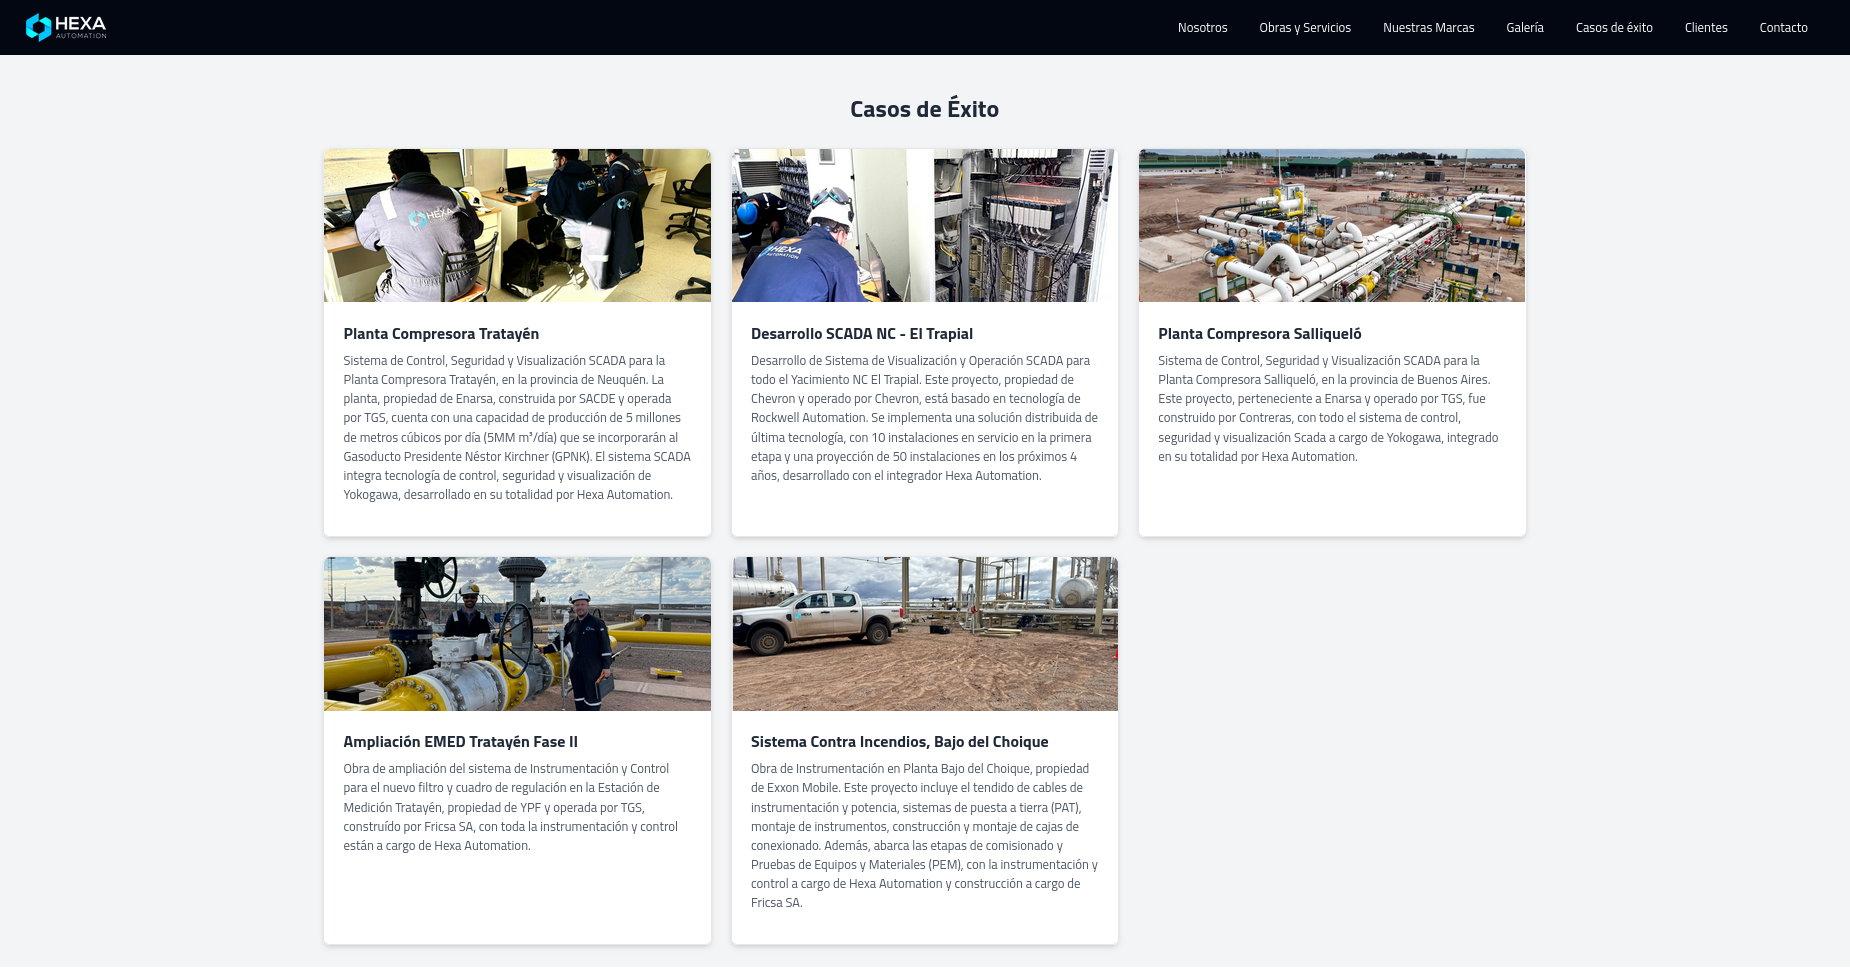 HEXA
AUTOMATION
Nosotros
Obras y Servicios
Nuestras Marcas
Galería
Casos de éxito
Clientes
Contacto
Casos de Éxito
HEXA
HEXA
AUTOMATION
Planta Compresora Tratayén
Sistema de Control, Seguridad y Visualización SCADA para la
Planta Compresora Tratayén, en la provincia de Neuquén. La
planta, propiedad de Enarsa, construida por SACDE y operada
por TGS, cuenta con una capacidad de producción de 5 millones
de metros cúbicos por día (5MM m³/día) que se incorporarán al
Gasoducto Presidente Néstor Kirchner (GPNK). El sistema SCADA
integra tecnología de control, seguridad y visualización de
Yokogawa, desarrollado en su totalidad por Hexa Automation.
Desarrollo SCADA NC - El Trapial
Desarrollo de Sistema de Visualización y Operación SCADA para
todo el Yacimiento NC El Trapial. Este proyecto, propiedad de
Chevron y operado por Chevron, está basado en tecnología de
Rockwell Automation. Se implementa una solución distribuida de
última tecnología, con 10 instalaciones en servicio en la primera
etapa y una proyección de 50 instalaciones en los próximos 4
años, desarrollado con el integrador Hexa Automation.
Planta Compresora Salliqueló
Sistema de Control, Seguridad y Visualización SCADA para la
Planta Compresora Salliqueló, en la provincia de Buenos Aires.
Este proyecto, perteneciente a Enarsa y operado por TGS, fue
construido por Contreras, con todo el sistema de control,
seguridad y visualización Scada a cargo de Yokogawa, integrado
en su totalidad por Hexa Automation.
HEXA
Ampliación EMED Tratayén Fase II
Obra de ampliación del sistema de Instrumentación y Control
para el nuevo filtro y cuadro de regulación en la Estación de
Medición Tratayén, propiedad de YPF y operada por TGS,
construído por Fricsa SA, con toda la instrumentación y control
están a cargo de Hexa Automation.
Sistema Contra Incendios, Bajo del Choique
Obra de Instrumentación en Planta Bajo del Choique, propiedad
de Exxon Mobile. Este proyecto incluye el tendido de cables de
instrumentación y potencia, sistemas de puesta a tierra (PAT),
montaje de instrumentos, construcción y montaje de cajas de
conexionado. Además, abarca las etapas de comisionado y
Pruebas de Equipos y Materiales (PEM), con la instrumentación y
control a cargo de Hexa Automation y construcción a cargo de
Fricsa SA.